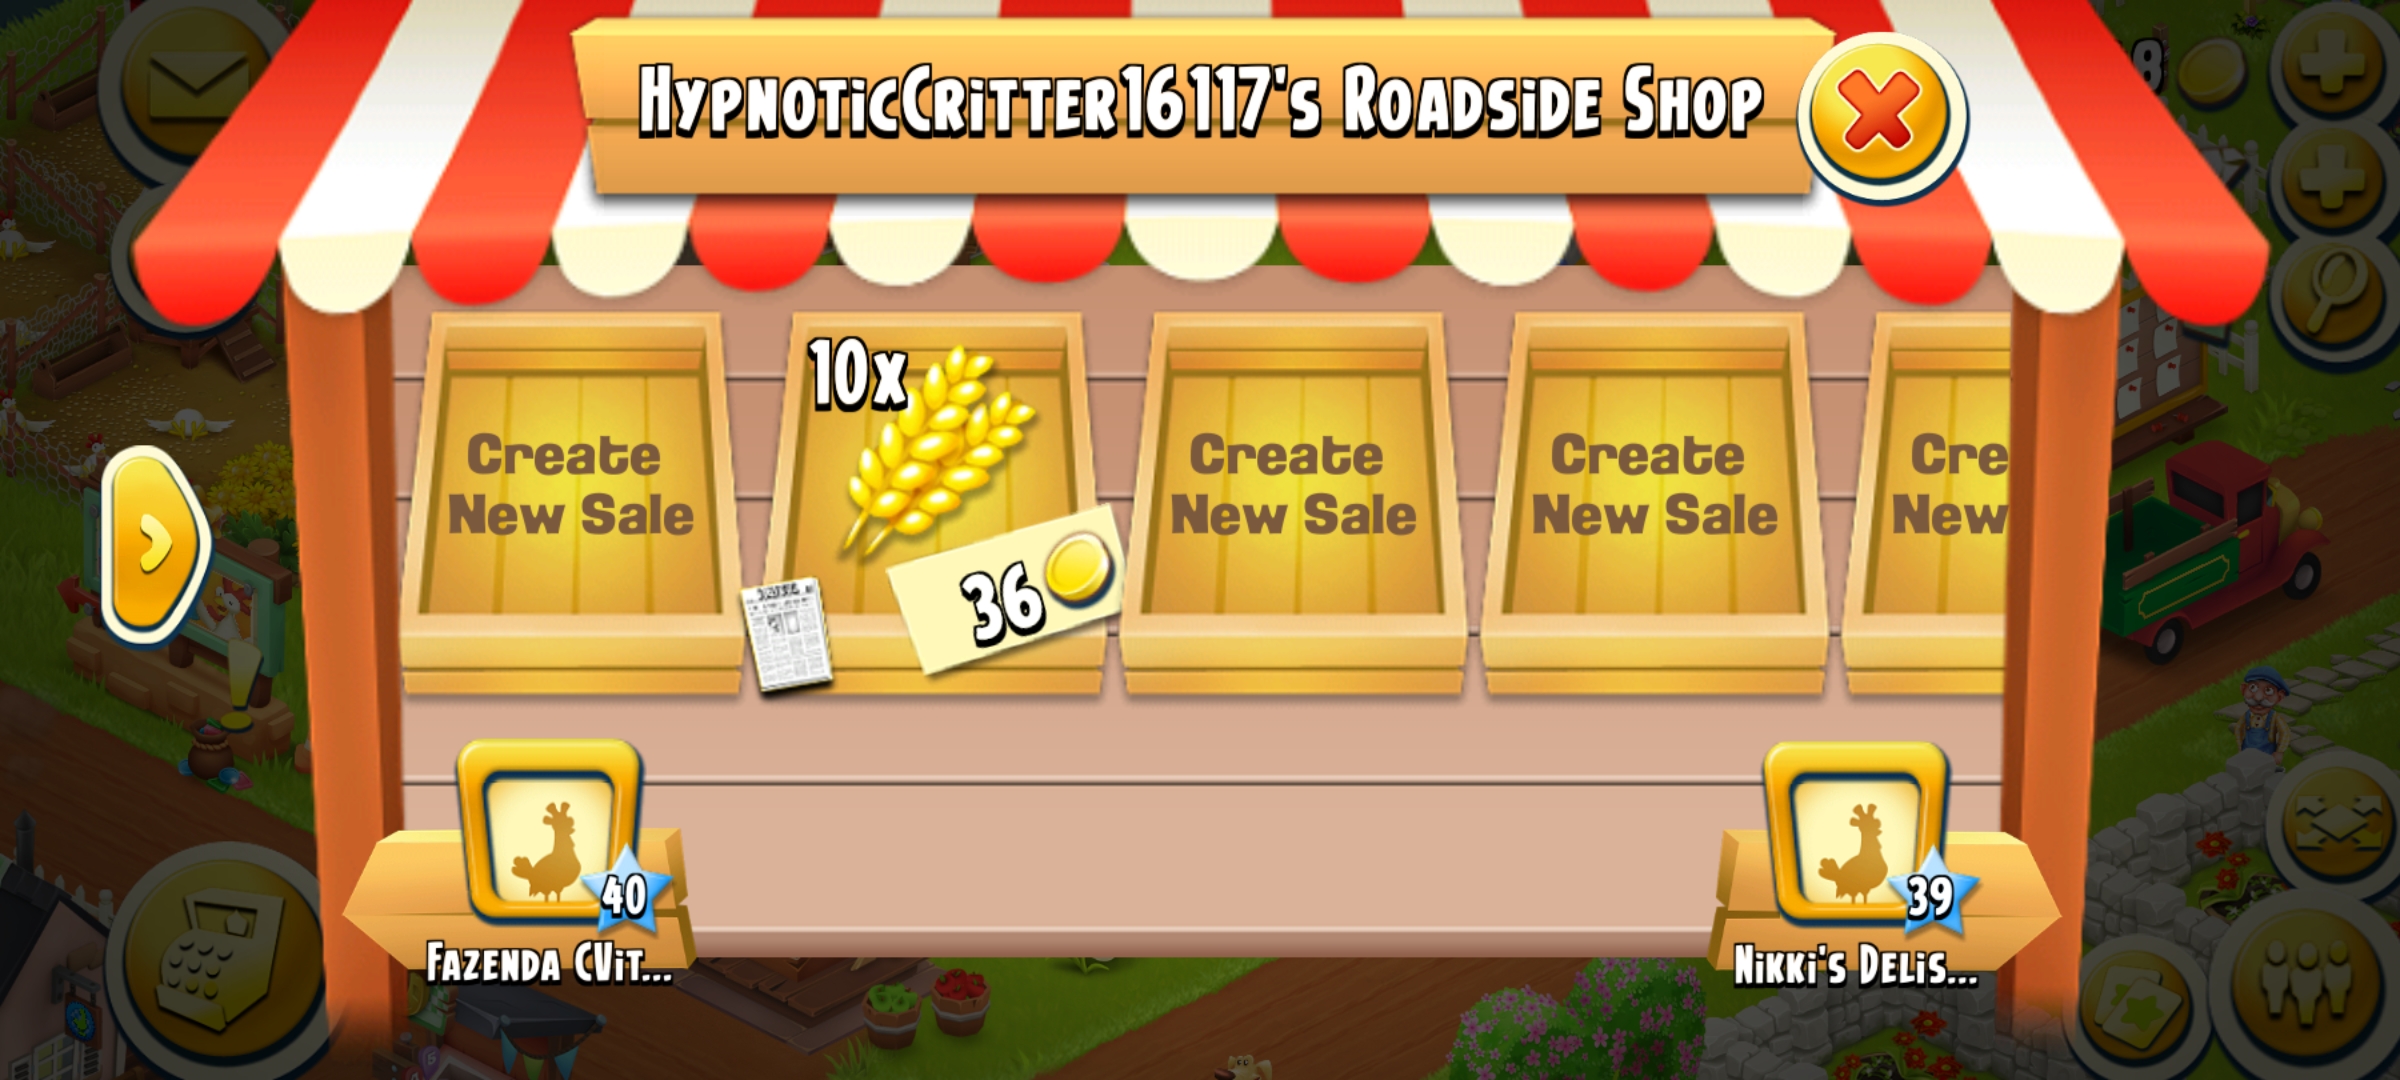 HypnoticCritter16117's Roadside Shop
8
Create
New Sale
10x
36
Create
New Sale
Create
New Sale
Cre
New
40
Fazenda CVit...
39
Nikki's Delis...